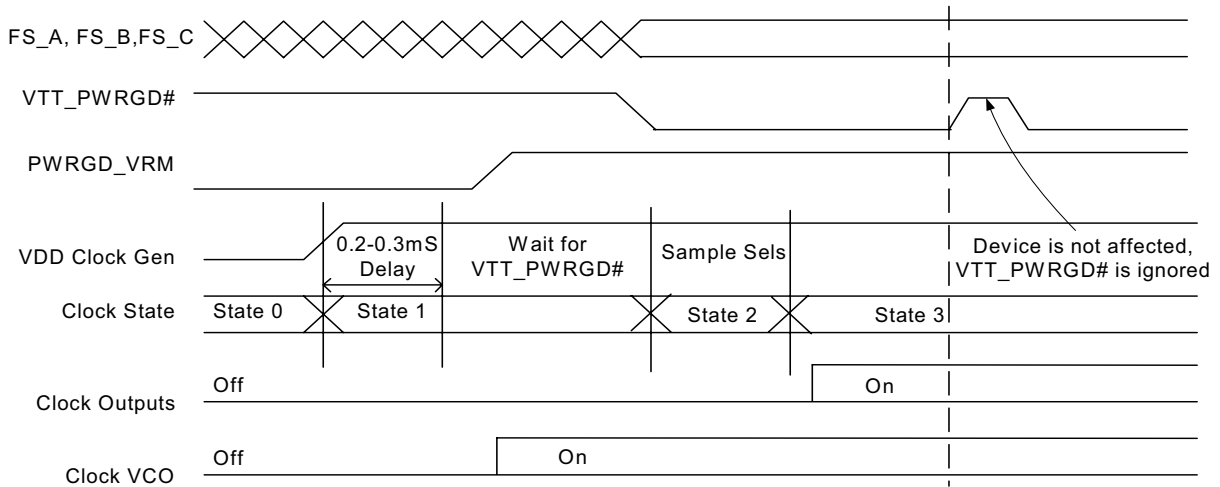 FS_A, FS_B,FS_C
VTT_PWRGD#
PWRGD_VRM
VDD Clock Gen
0.2-0.3mS
Delay
Wait for
VTT_PWRGD#
Sample Sels
Device is not affected,
VTT_PWRGD# is ignored
Clock State
State 0
State 1
State 2
State 3
Clock Outputs
Off
On
Clock VCO
Off
On